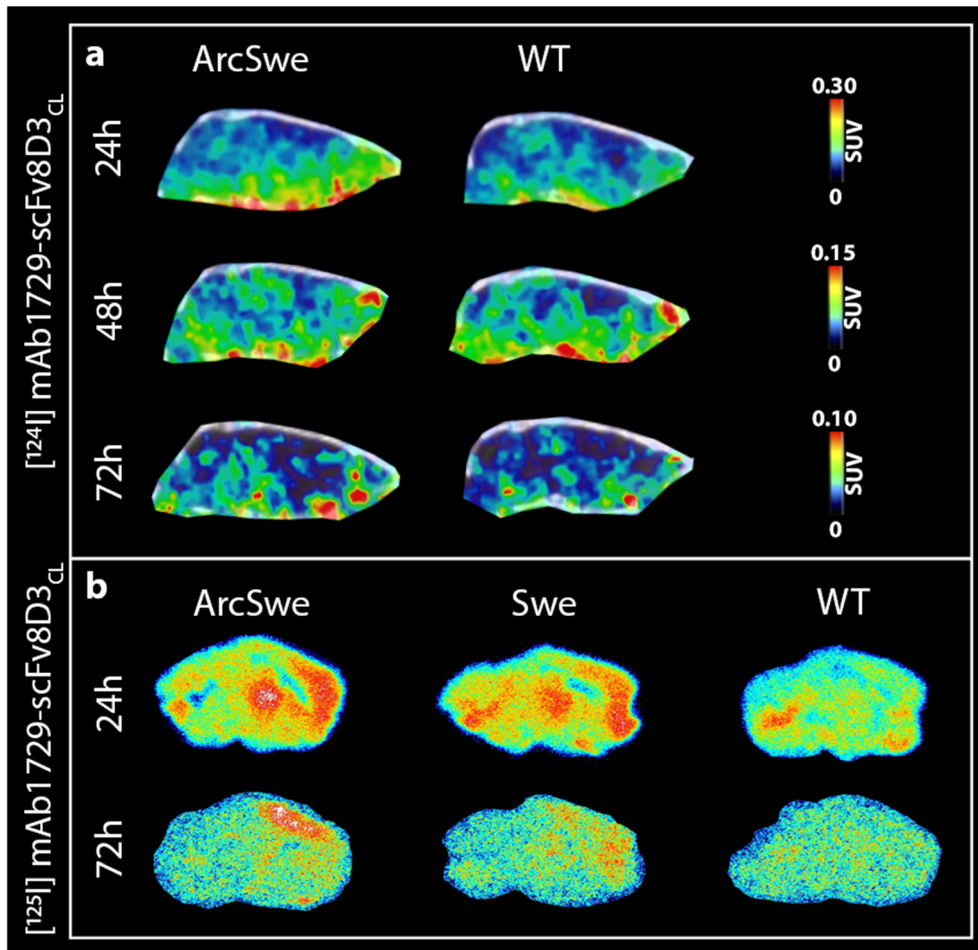 a
ArcSwe
WT
[¹²⁴I] mAb1729-scFv8D3CL
24h
0.30
SUV
0
48h
0.15
SUV
0
72h
0.10
SUV
0
b
ArcSwe
Swe
WT
[¹²⁵I] mAb1729-scFv8D3CL
24h
72h